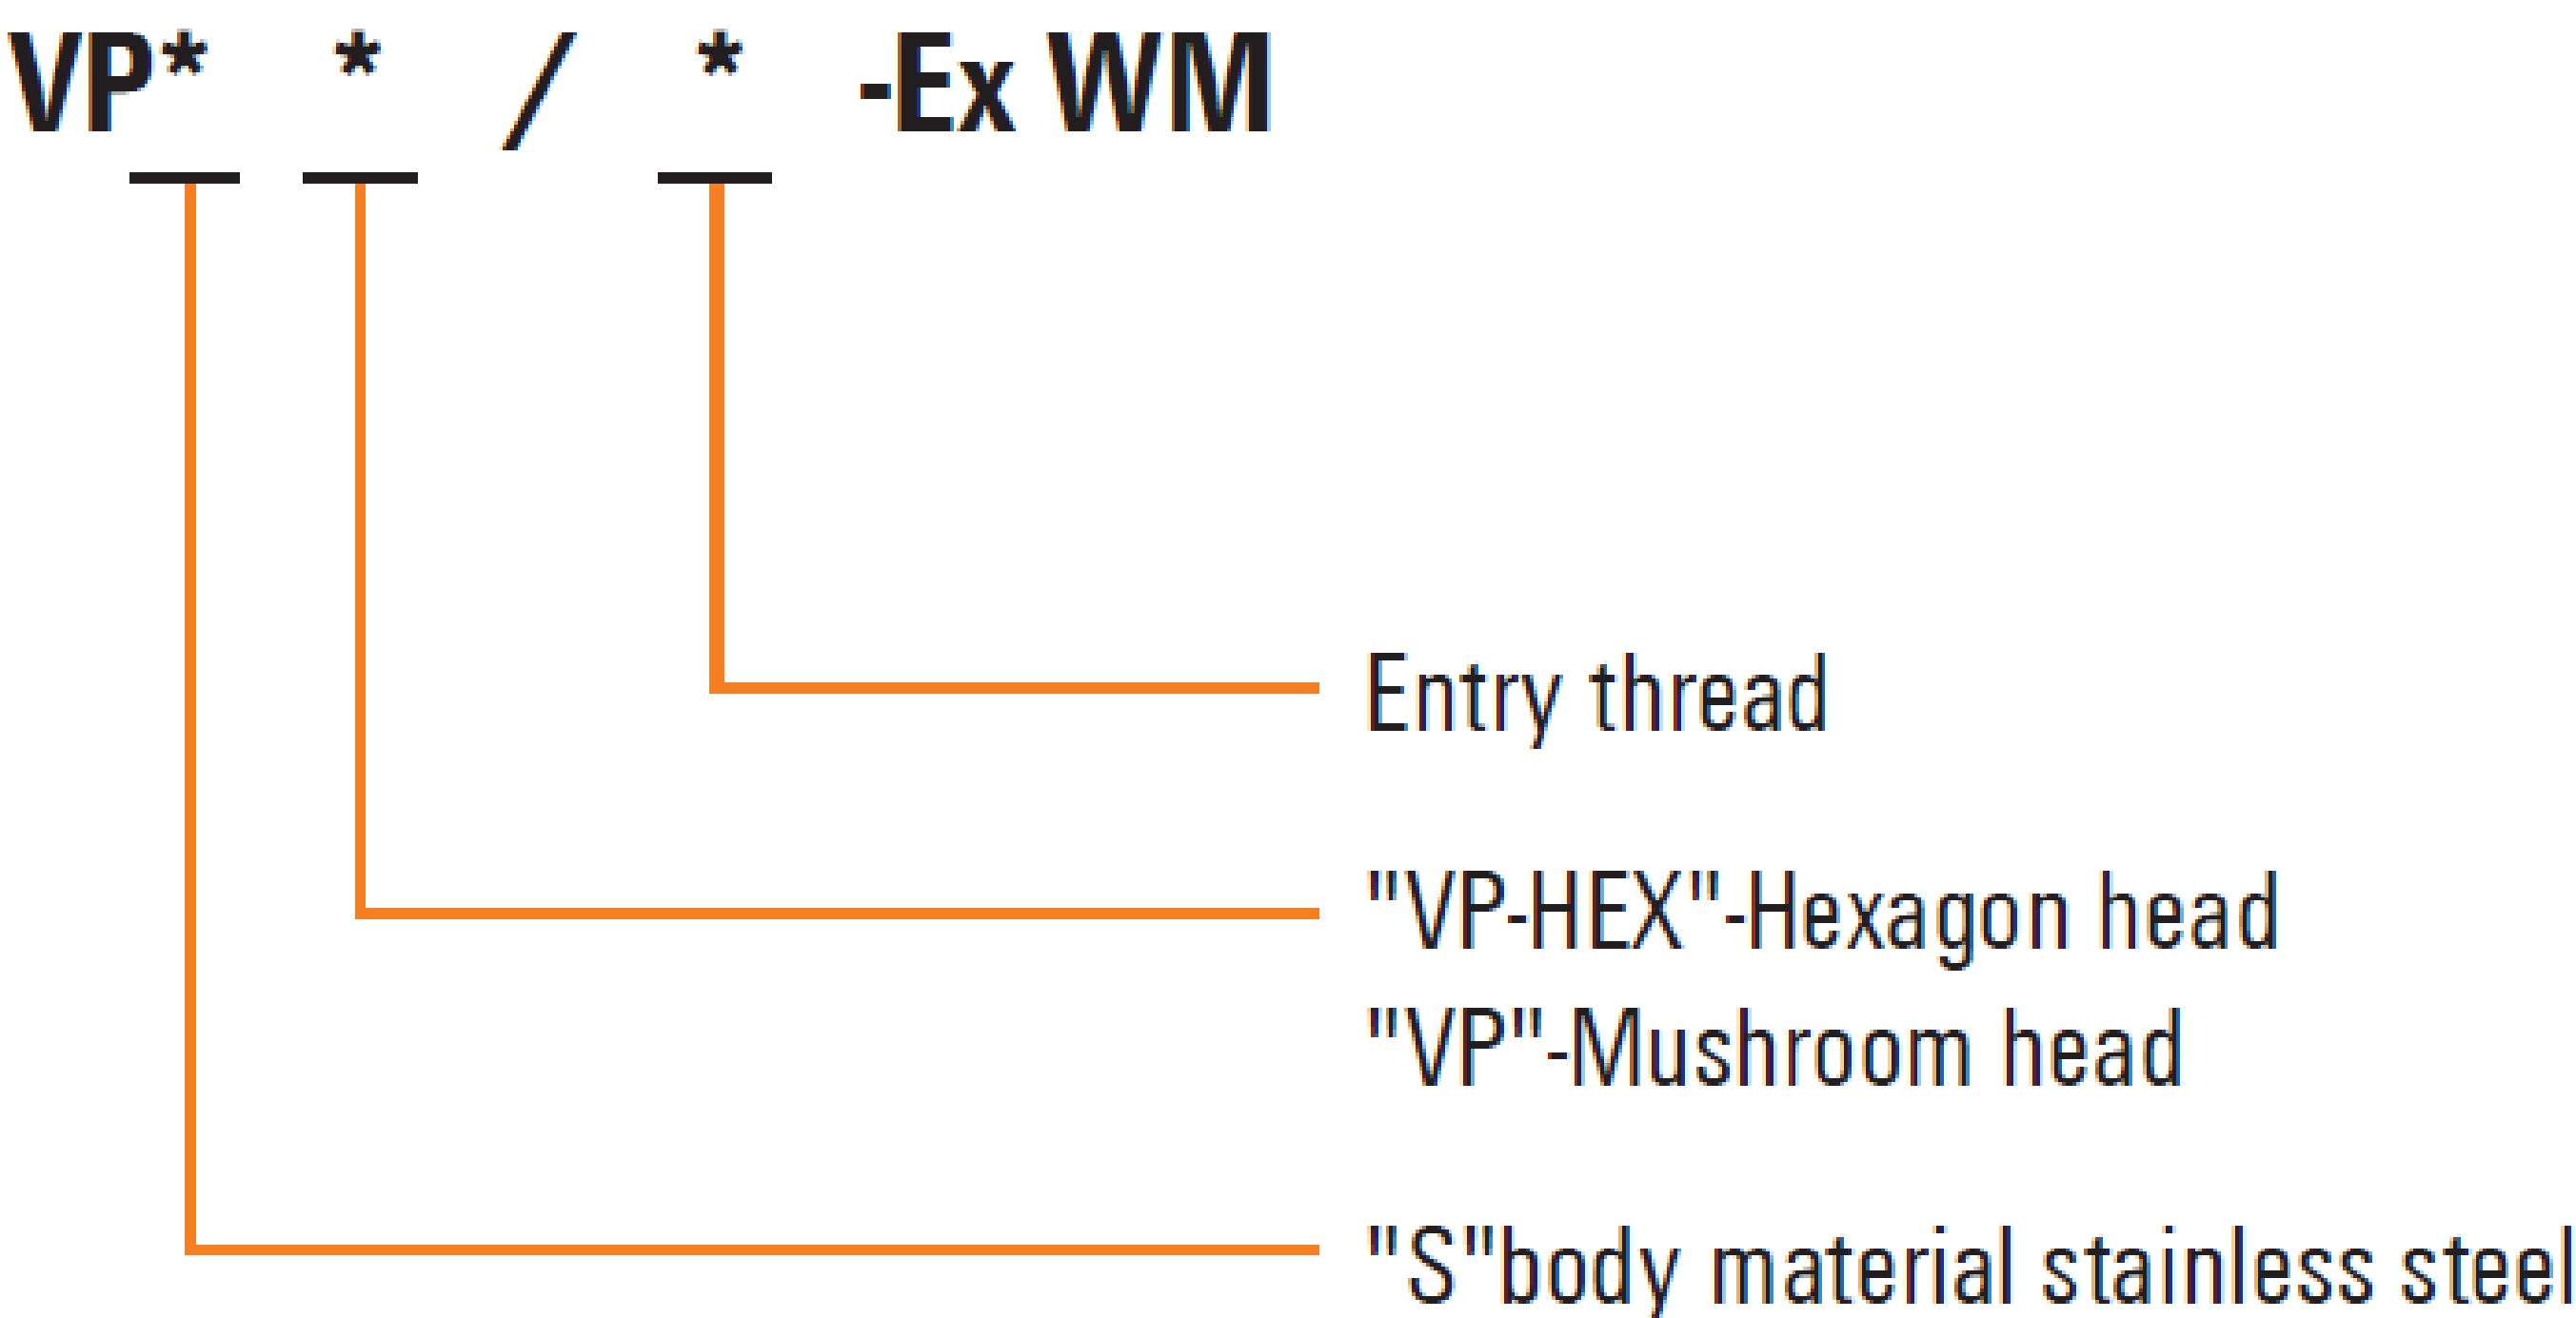 VP* * / * -Ex WM
Entry thread
"VP-HEX"-Hexagon head
"VP"-Mushroom head
"S"body material stainless steel